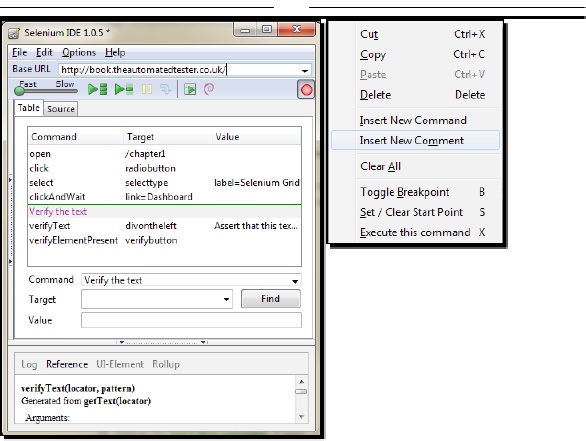 Selenium IDE 1.0.5 *
File Edit Options Help
Base URL http://book.theautomatedtester.co.uk/
Fast Slow
Table Source
Command Target Value
open /chapter1
click radiobutton
select selecttype label=Selenium Grid
clickAndWait link=Dashboard
Verify the text
verifyText divontheleft Assert that this tex...
verifyElementPresent verifybutton
Command Verify the text
Target Find
Value
Log Reference UI-Element Rollup
verifyText(locator, pattern)
Generated from getText(locator)
Arguments:
Cut Ctrl+X
Copy Ctrl+C
Paste Ctrl+V
Delete Delete
Insert New Command
Insert New Comment
Clear All
Toggle Breakpoint B
Set / Clear Start Point S
Execute this command X